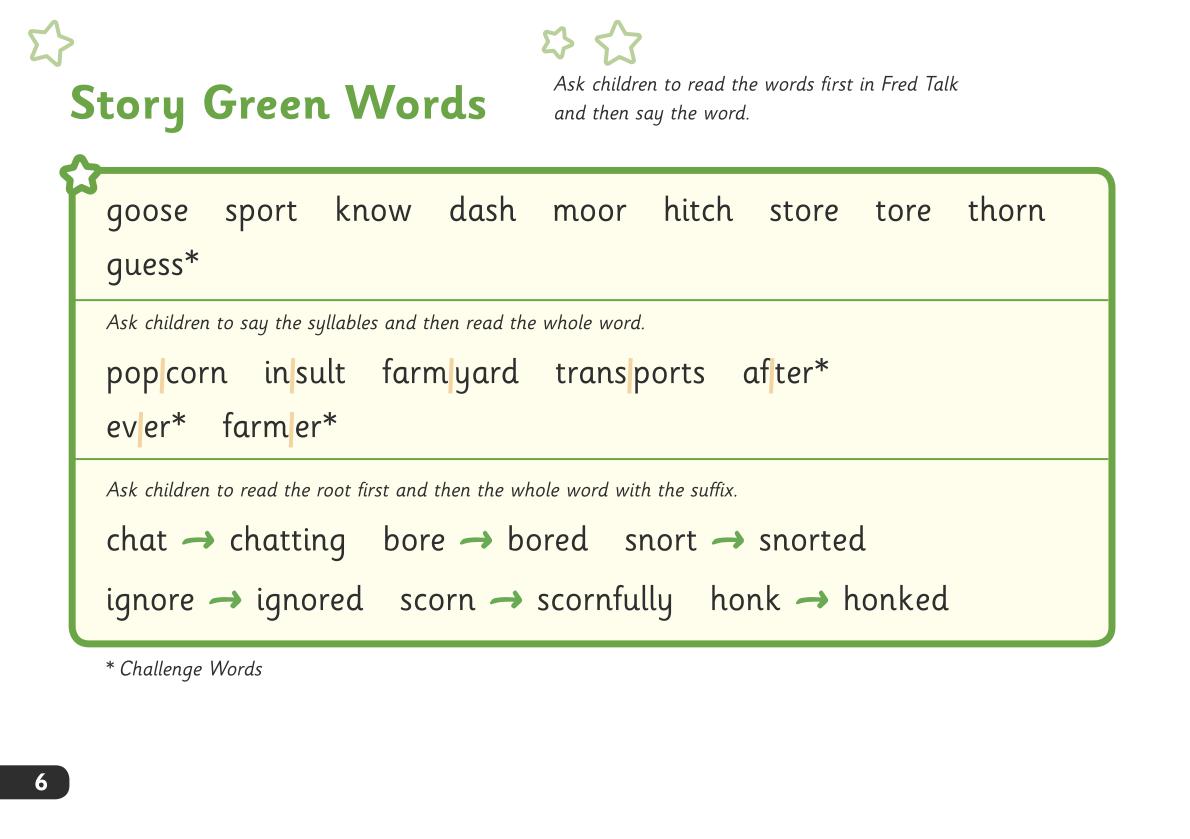 Story Green Words
Ask children to read the words first in Fred Talk
and then say the word.
goose sport know dash moor hitch store tore thorn
guess*
Ask children to say the syllables and then read the whole word.
pop|corn in|sult farm|yard trans|ports af|ter*
ev|er* farm|er*
Ask children to read the root first and then the whole word with the suffix.
chat → chatting bore → bored snort → snorted
ignore → ignored scorn → scornfully honk → honked
* Challenge Words
6